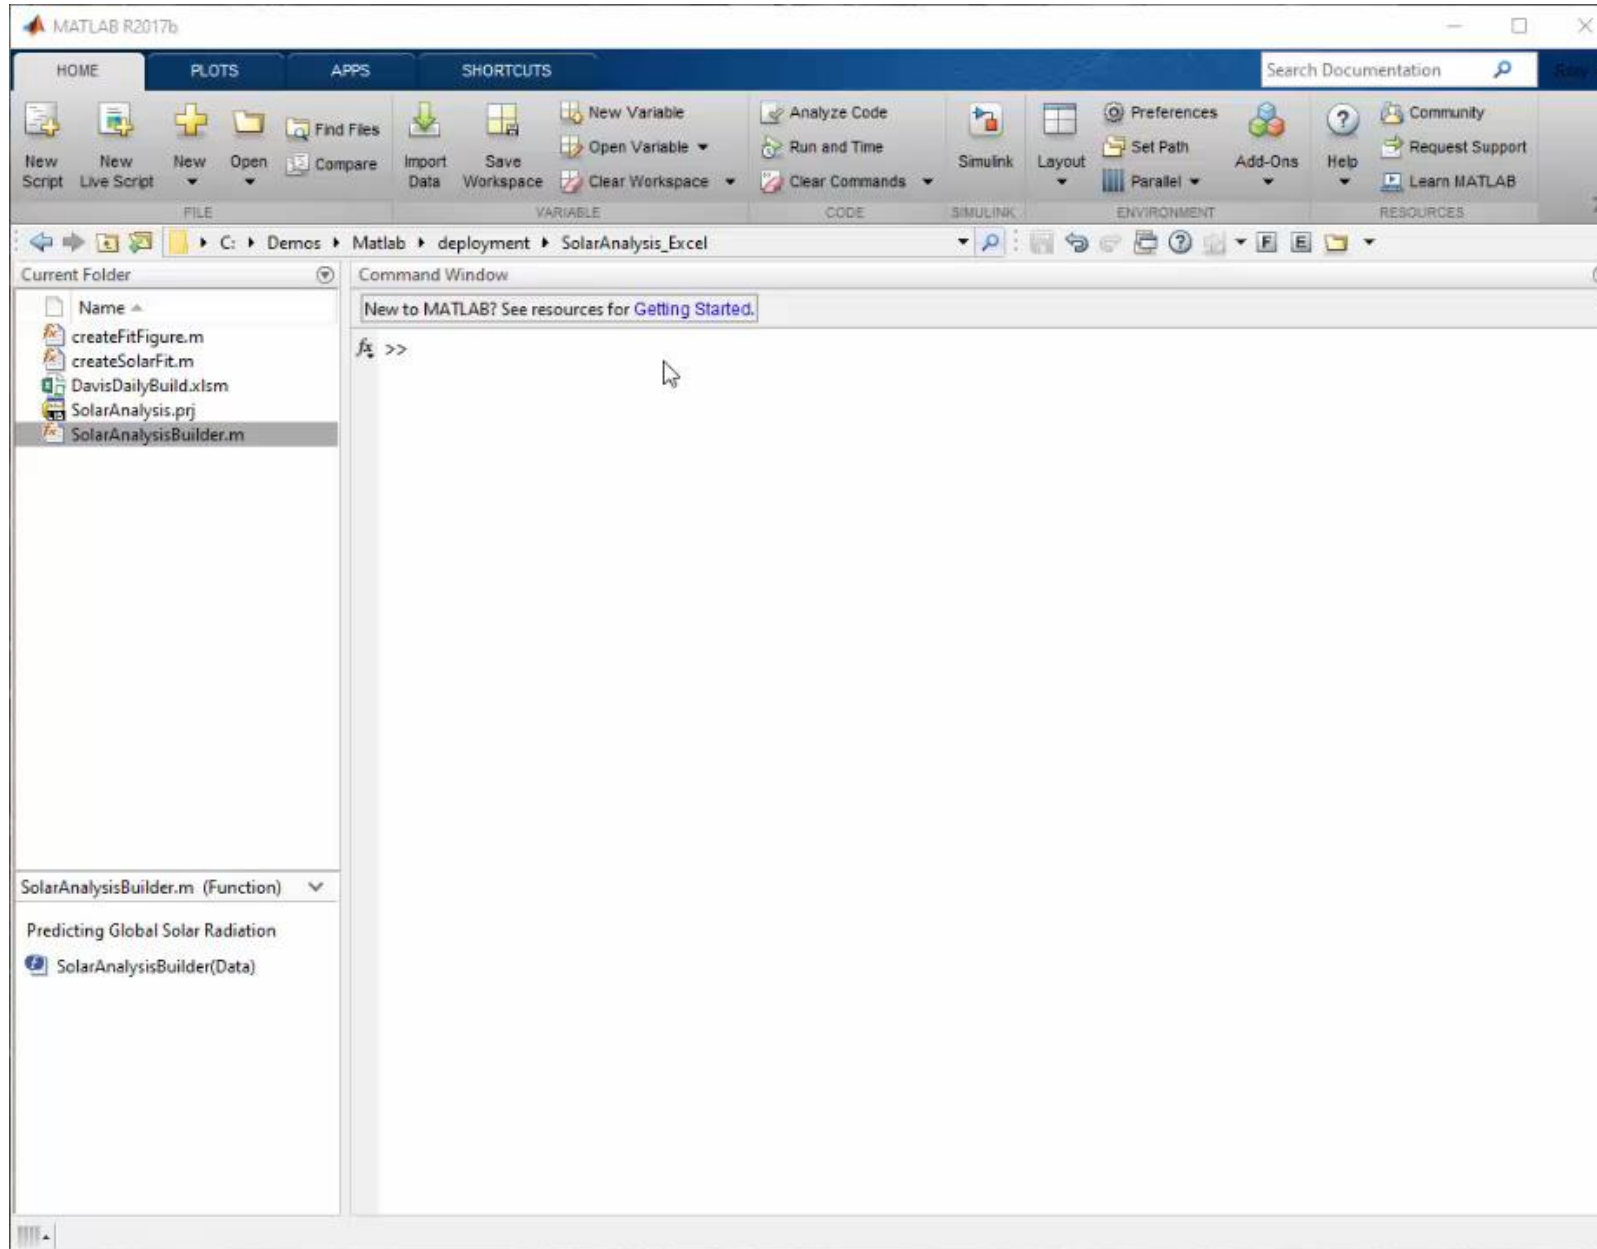 MATLAB R2017b
HOME PLOTS APPS SHORTCUTS Search Documentation
New Script
New Live Script
New
Open
Find Files
Compare
FILE
Import Data
Save Workspace
New Variable
Open Variable
Clear Workspace
VARIABLE
Analyze Code
Run and Time
Clear Commands
CODE
Simulink
SIMULINK
Layout
Preferences
Set Path
Parallel
ENVIRONMENT
Add-Ons
Help
Community
Request Support
Learn MATLAB
RESOURCES
C: Demos Matlab deployment SolarAnalysis_Excel
Current Folder
Name
createFitFigure.m
createSolarFit.m
DavisDailyBuild.xlsm
SolarAnalysis.prj
SolarAnalysisBuilder.m
SolarAnalysisBuilder.m (Function)
Predicting Global Solar Radiation
SolarAnalysisBuilder(Data)
Command Window
New to MATLAB? See resources for Getting Started.
fx >>